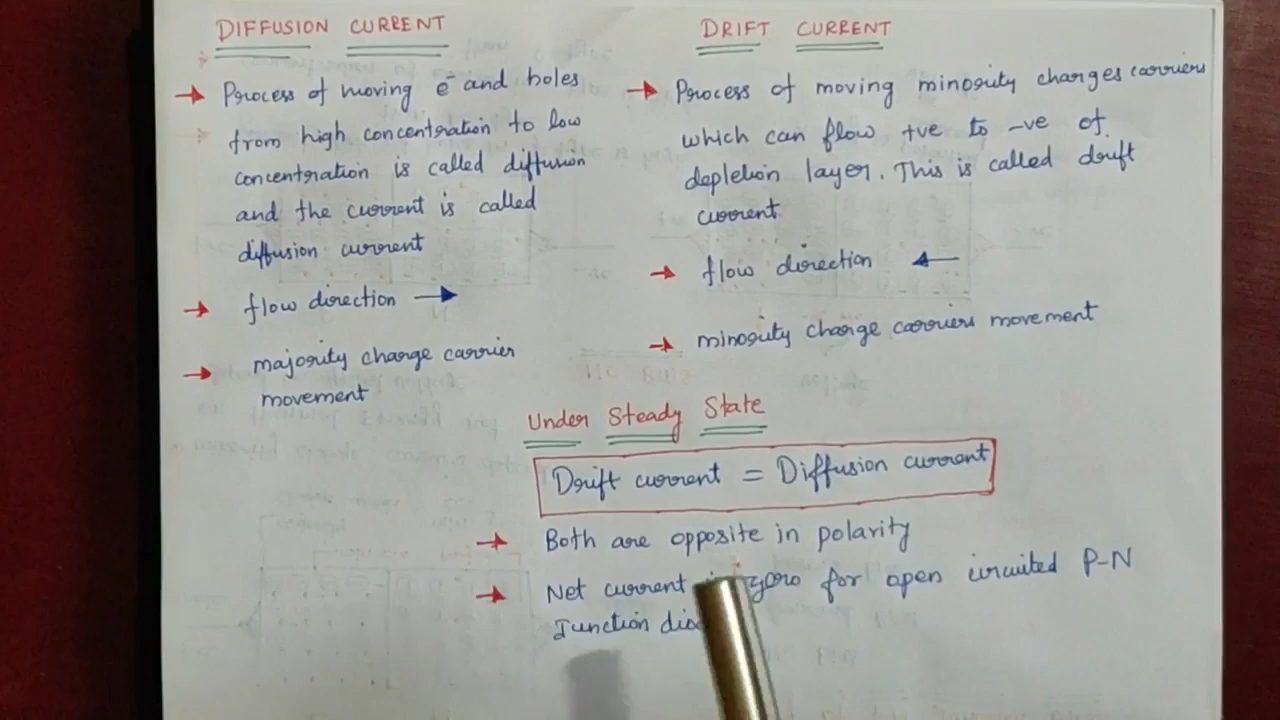 DIFFUSION CURRENT
Process of moving e⁻ and holes
from high concentration to low
concentration is called diffusion
and the current is called
diffusion current
flow direction →
majority charge carrier
movement
DRIFT CURRENT
Process of moving minority charges carriers
which can flow +ve to -ve of
depletion layer. This is called drift
current.
flow direction ←
minority charge carriers movement
Under Steady State
Drift current = Diffusion current
Both are opposite in polarity
Net current zero for open circuited P-N
Junction